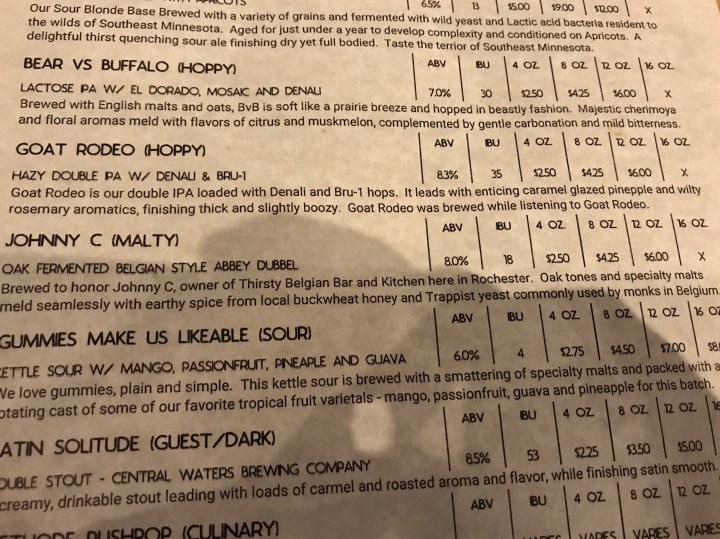 6.5% 13 $5.00 $9.00 $12.00 X
Our Sour Blonde Base Brewed with a variety of grains and fermented with wild yeast and Lactic acid bacteria resident to
the wilds of Southeast Minnesota. Aged for just under a year to develop complexity and conditioned on Apricots. A
delightful thirst quenching sour ale finishing dry yet full bodied. Taste the terrior of Southeast Minnesota.
BEAR VS BUFFALO (HOPPY) ABV IBU 4 OZ 8 OZ 12 OZ 16 OZ
LACTOSE IPA W/ EL DORADO, MOSAIC AND DENALI 7.0% 30 $2.50 $4.25 $6.00 X
Brewed with English malts and oats, BvB is soft like a prairie breeze and hopped in beastly fashion. Majestic cherimoya
and floral aromas meld with flavors of citrus and muskmelon, complemented by gentle carbonation and mild bitterness.
GOAT RODEO (HOPPY) ABV IBU 4 OZ 8 OZ 12 OZ 16 OZ
HAZY DOUBLE IPA W/ DENALI & BRU-1 8.3% 35 $2.50 $4.25 $6.00 X
Goat Rodeo is our double IPA loaded with Denali and Bru-1 hops. It leads with enticing caramel glazed pinepple and wilty
rosemary aromatics, finishing thick and slightly boozy. Goat Rodeo was brewed while listening to Goat Rodeo.
JOHNNY C (MALTY) ABV IBU 4 OZ 8 OZ 12 OZ 16 OZ
OAK FERMENTED BELGIAN STYLE ABBEY DUBBEL 8.0% 18 $2.50 $4.25 $6.00 X
Brewed to honor Johnny C, owner of Thirsty Belgian Bar and Kitchen here in Rochester. Oak tones and specialty malts
meld seamlessly with earthy spice from local buckwheat honey and Trappist yeast commonly used by monks in Belgium.
GUMMIES MAKE US LIKEABLE (SOUR) ABV IBU 4 OZ 8 OZ 12 OZ 16 OZ
ETTLE SOUR W/ MANGO, PASSIONFRUIT, PINEAPLE AND GUAVA 6.0% 4 $2.75 $4.50 $7.00 $8
We love gummies, plain and simple. This kettle sour is brewed with a smattering of specialty malts and packed with a
otating cast of some of our favorite tropical fruit varietals - mango, passionfruit, guava and pineapple for this batch.
ATIN SOLITUDE (GUEST/DARK) ABV IBU 4 OZ 8 OZ 12 OZ 16
OUBLE STOUT - CENTRAL WATERS BREWING COMPANY 8.5% 53 $2.25 $3.50 $5.00
creamy, drinkable stout leading with loads of carmel and roasted aroma and flavor, while finishing satin smooth.
PUSHPOP (CULINARY) ABV IBU 4 OZ 8 OZ 12 OZ
VARIES VARIES VARIES